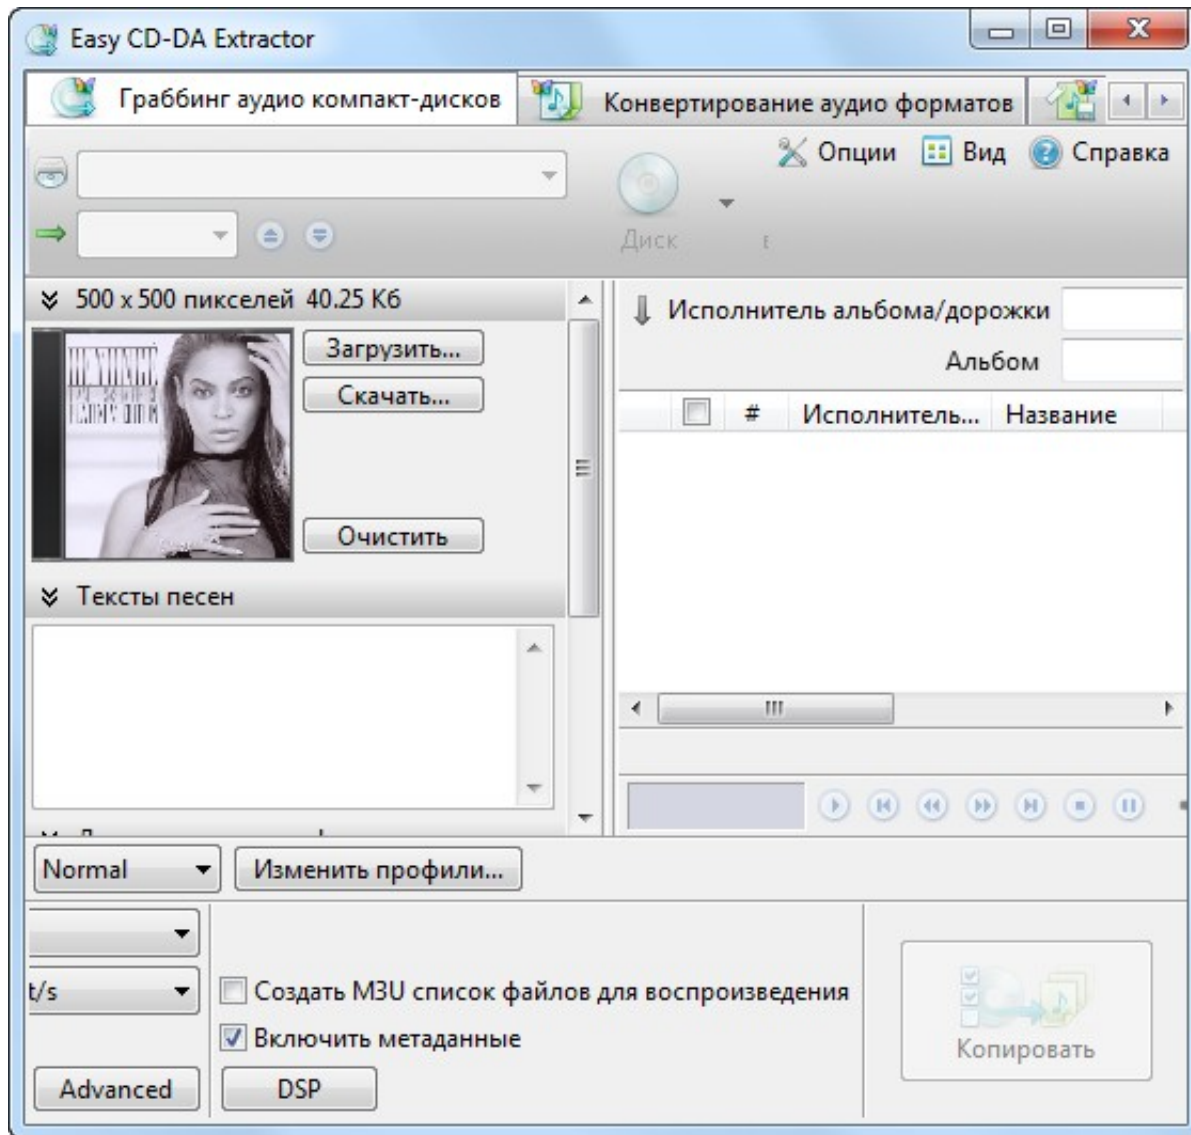 Easy CD-DA Extractor
Граббинг аудио компакт-дисков
Конвертирование аудио форматов
Опции
Вид
Справка
Диск
500 x 500 пикселей 40.25 Кб
Загрузить...
Скачать...
BEYONCÉ
Очистить
Тексты песен
Исполнитель альбома/дорожки
Альбом
# Исполнитель... Название
Normal
Изменить профили...
t/s
Создать M3U список файлов для воспроизведения
Включить метаданные
Advanced
DSP
Копировать